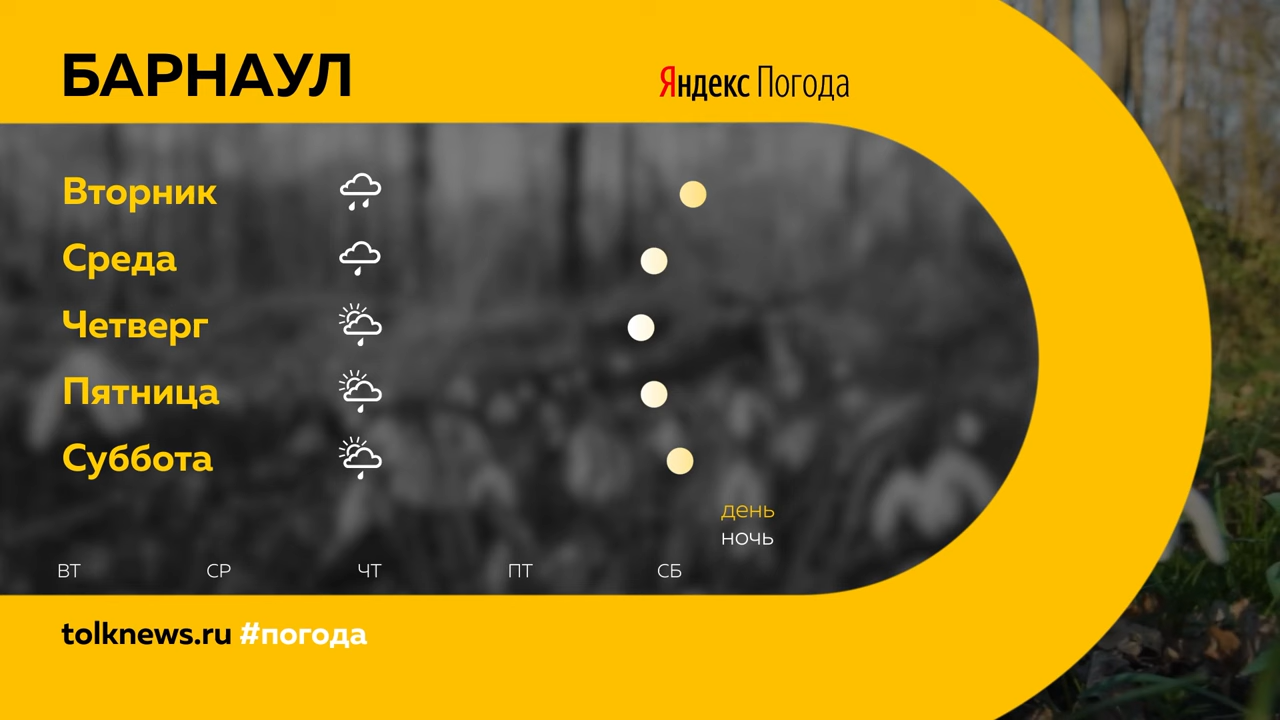 БАРНАУЛ
Яндекс Погода
Вторник
Среда
Четверг
Пятница
Суббота
день
ночь
ВТ СР ЧТ ПТ СБ
tolknews.ru #погода